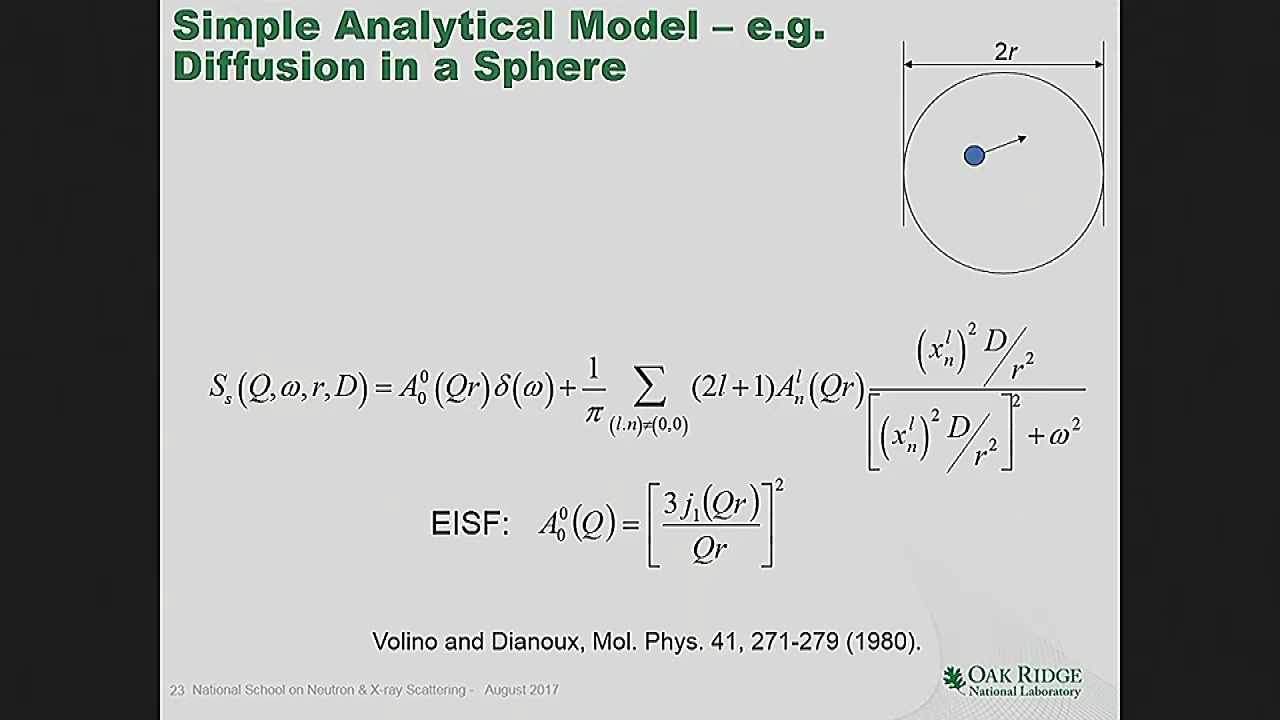 Simple Analytical Model – e.g.
Diffusion in a Sphere
2r
S_s(Q,ω,r,D) = A_0^0(Qr)δ(ω) + 1/π ∑_{(l.n)≠(0,0)} (2l+1)A_n^l(Qr) (x_n^l)^2 D/r^2 / [(x_n^l)^2 D/r^2]^2 + ω^2
EISF: A_0^0(Q) = [3j_1(Qr)/Qr]^2
Volino and Dianoux, Mol. Phys. 41, 271-279 (1980).
23 National School on Neutron & X-ray Scattering - August 2017
OAK RIDGE
National Laboratory